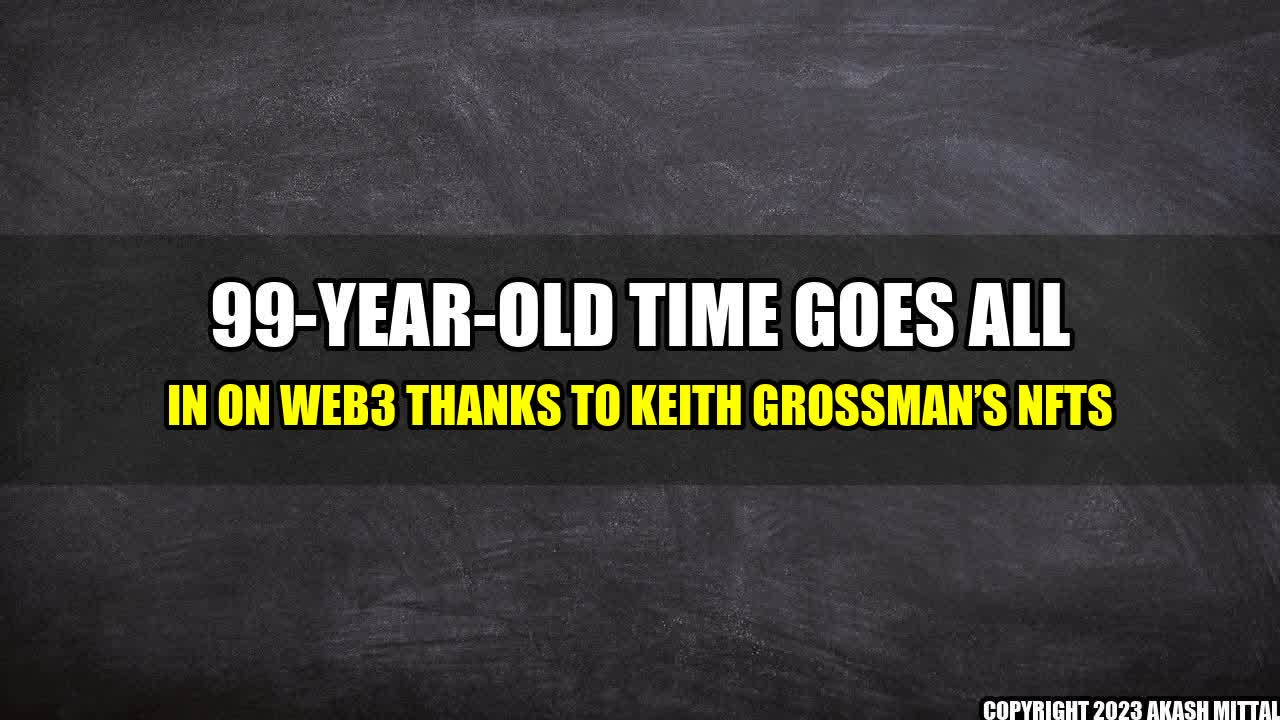 99-YEAR-OLD TIME GOES ALL
IN ON WEB3 THANKS TO KEITH GROSSMAN’S NFTS
COPYRIGHT 2023 AKASH MITTAL